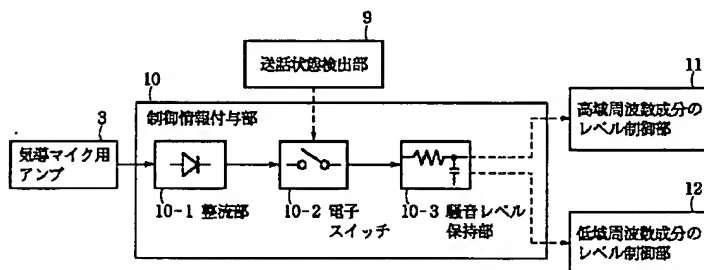 9
送話状態検出部
10
制御情報付与部
3
気導マイク用
アンプ
10-1 整流部
10-2 電子
スイッチ
10-3 騒音レベル
保持部
11
高域周波数成分の
レベル制御部
12
低域周波数成分の
レベル制御部